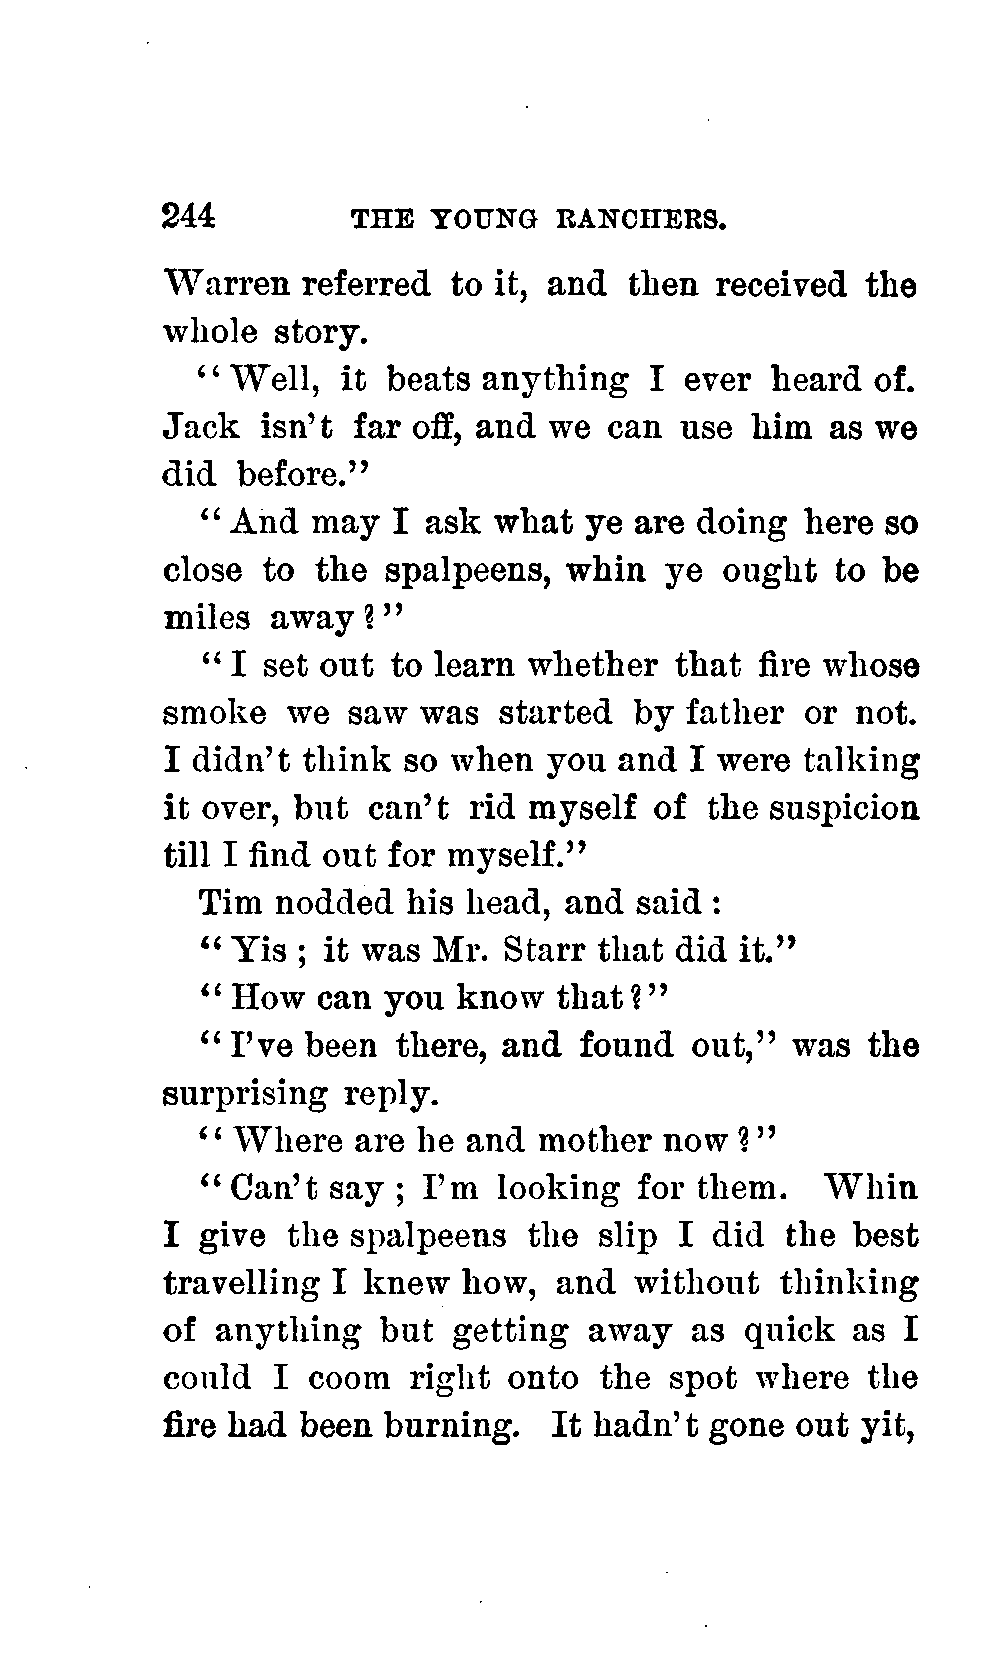 244 THE YOUNG RANCHERS.
Warren referred to it, and then received the
whole story.
"Well, it beats anything I ever heard of.
Jack isn't far off, and we can use him as we
did before."
"And may I ask what ye are doing here so
close to the spalpeens, whin ye ought to be
miles away?"
"I set out to learn whether that fire whose
smoke we saw was started by father or not.
I didn't think so when you and I were talking
it over, but can't rid myself of the suspicion
till I find out for myself."
Tim nodded his head, and said:
"Yis; it was Mr. Starr that did it."
"How can you know that?"
"I've been there, and found out," was the
surprising reply.
"Where are he and mother now?"
"Can't say; I'm looking for them. Whin
I give the spalpeens the slip I did the best
travelling I knew how, and without thinking
of anything but getting away as quick as I
could I coom right onto the spot where the
fire had been burning. It hadn't gone out yit,